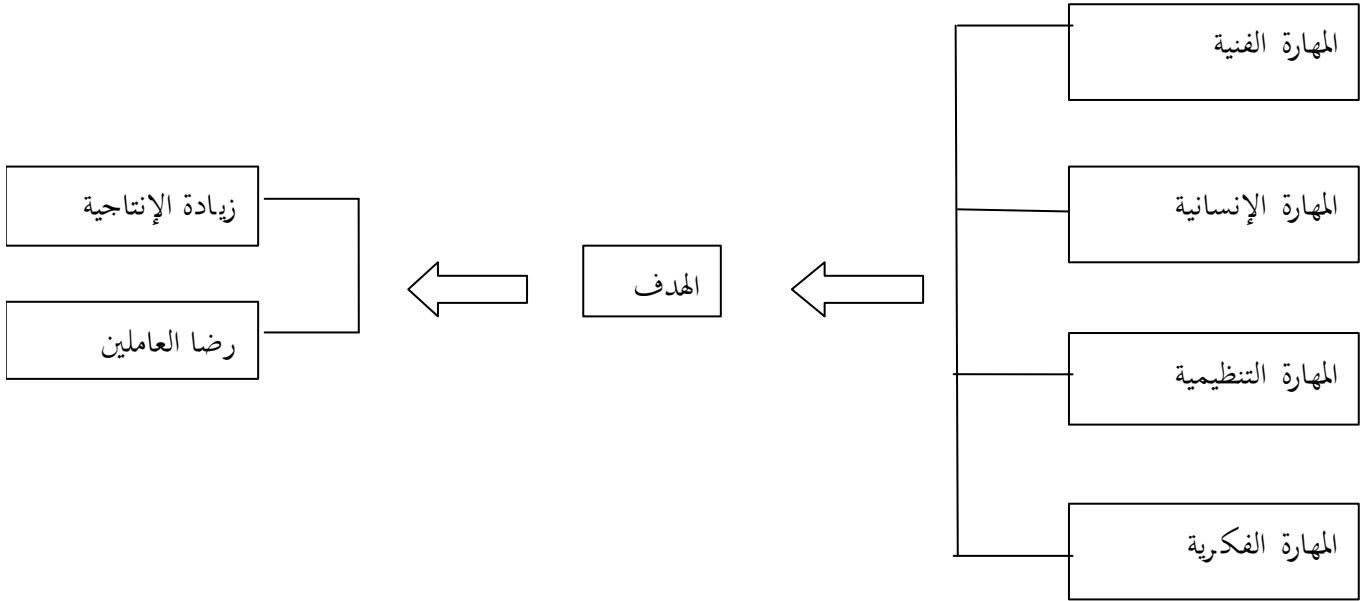 المهارة الفنية
المهارة الإنسانية
المهارة التنظيمية
المهارة الفكرية
الهدف
زيادة الإنتاجية
رضا العاملين